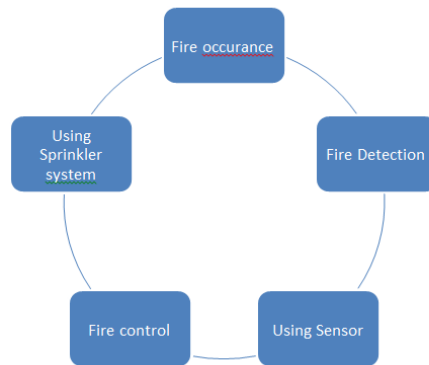 Fire occurance
Fire Detection
Using Sensor
Fire control
Using
Sprinkler
system